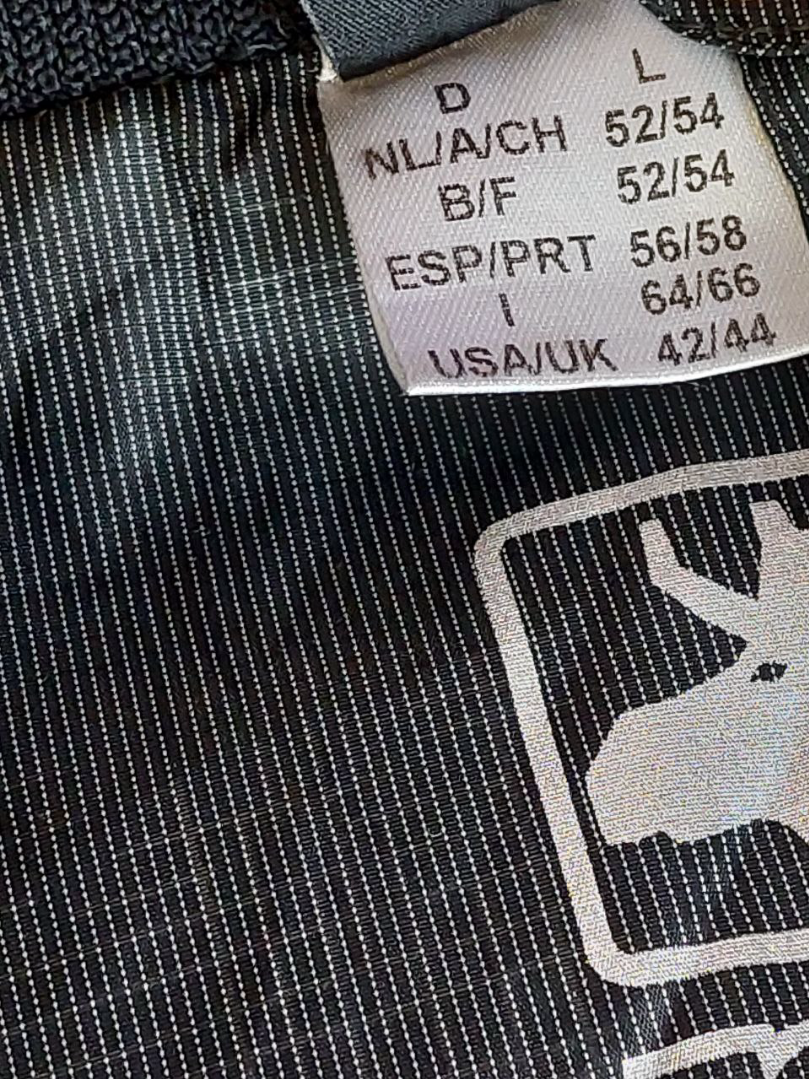 D L
NL/A/CH 52/54
B/F 52/54
ESP/PRT 56/58
I 64/66
USA/UK 42/44